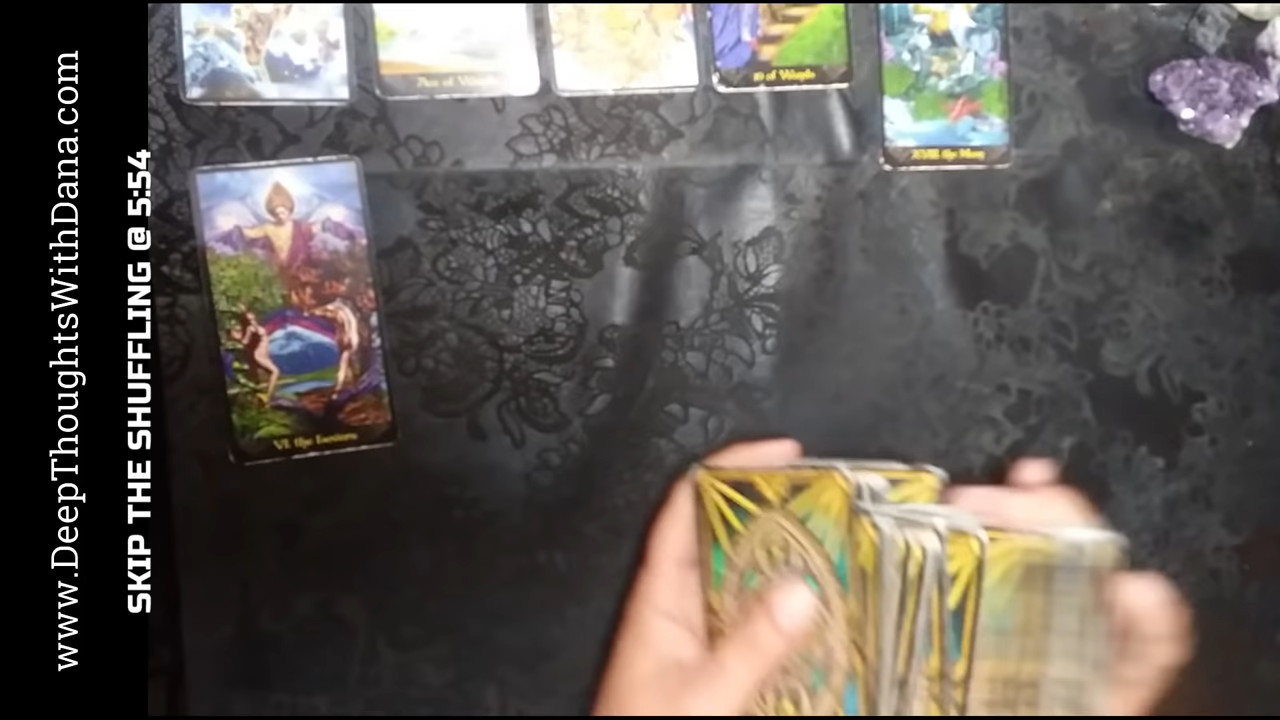 www.DeepThoughtsWithDana.com
SKIP THE SHUFFLING @ 5:54
10 of Wands
XVIII the Moon
VI the Lovers